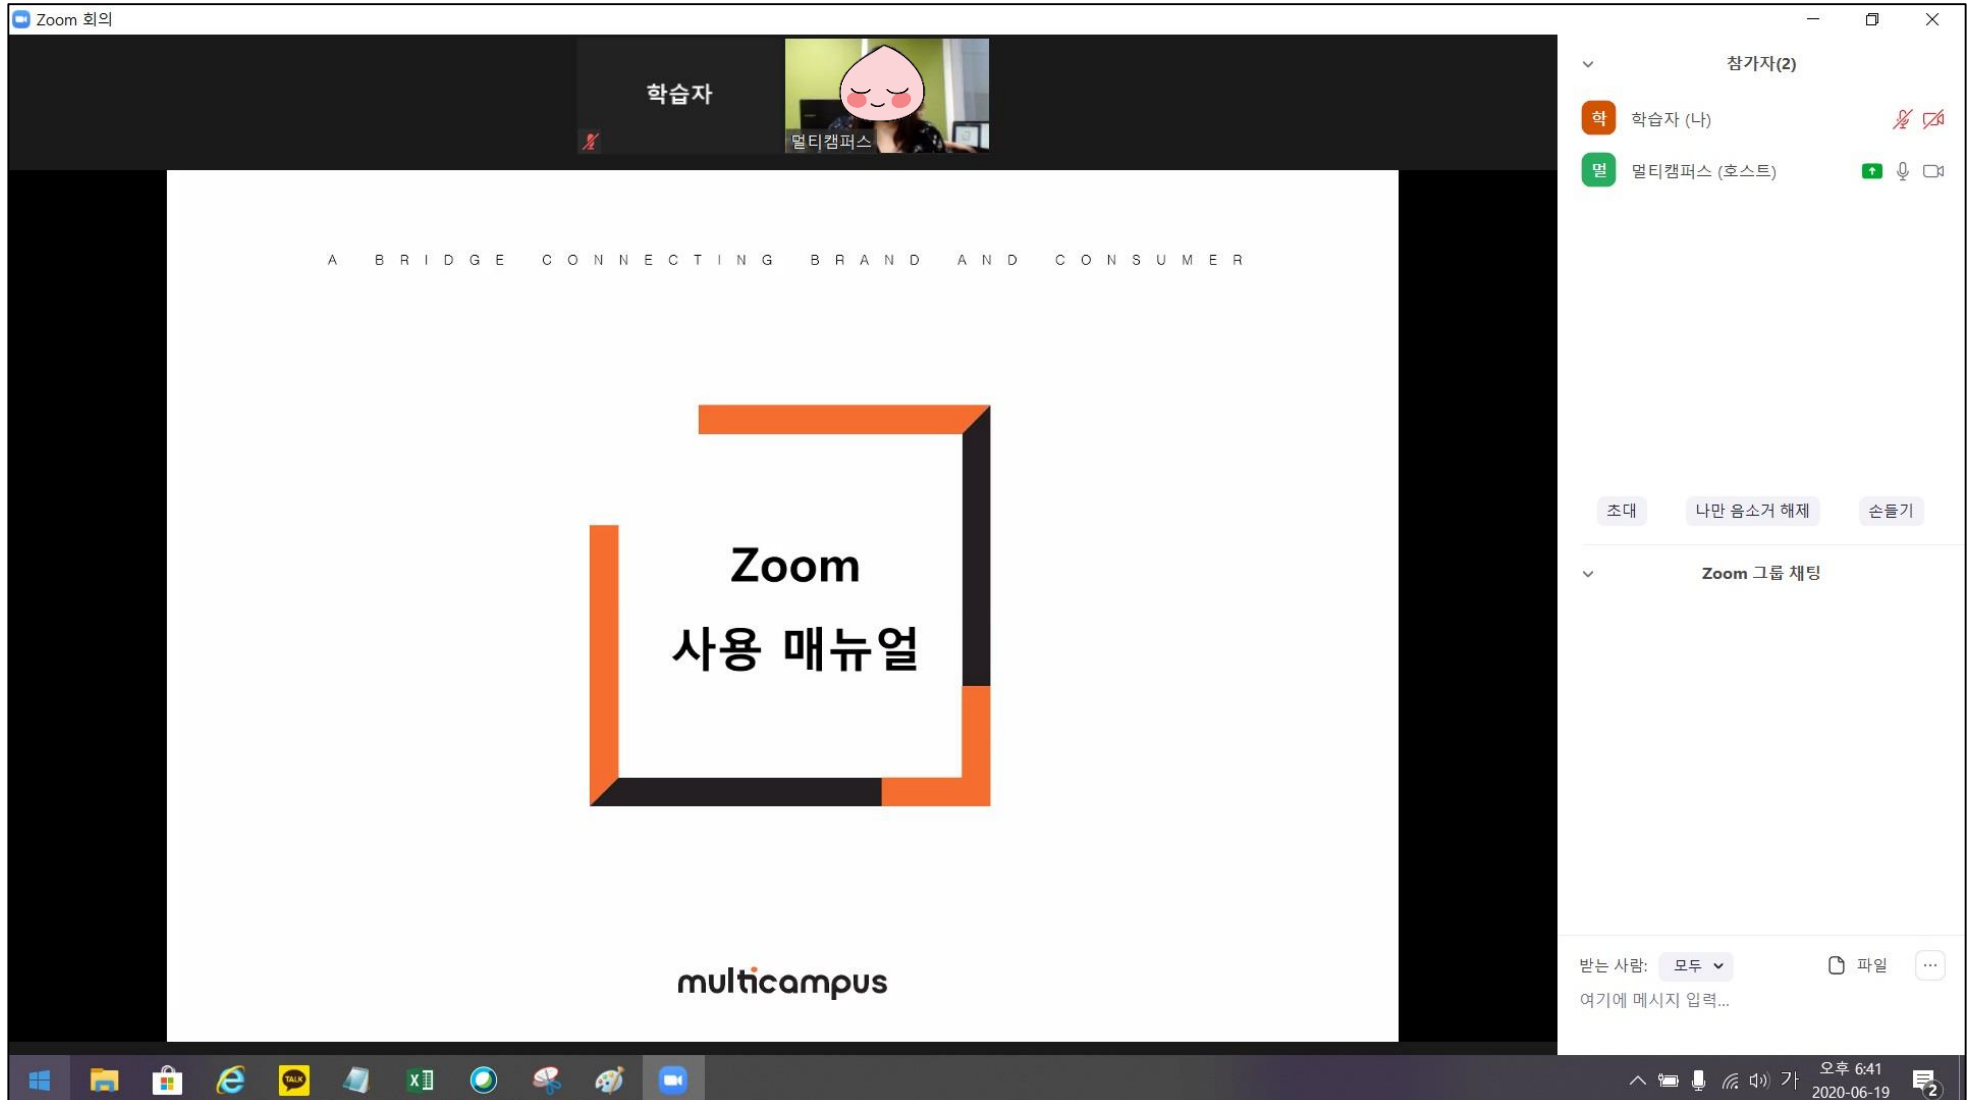 Zoom 회의
학습자
멀티캠퍼스
참가자(2)
학 학습자 (나)
멀 멀티캠퍼스 (호스트)
A BRIDGE CONNECTING BRAND AND CONSUMER
Zoom
사용 매뉴얼
multicampus
초대 나만 음소거 해제 손들기
Zoom 그룹 채팅
받는 사람: 모두 파일 ...
여기에 메시지 입력...
TALK
가
오후 6:41
2020-06-19
2